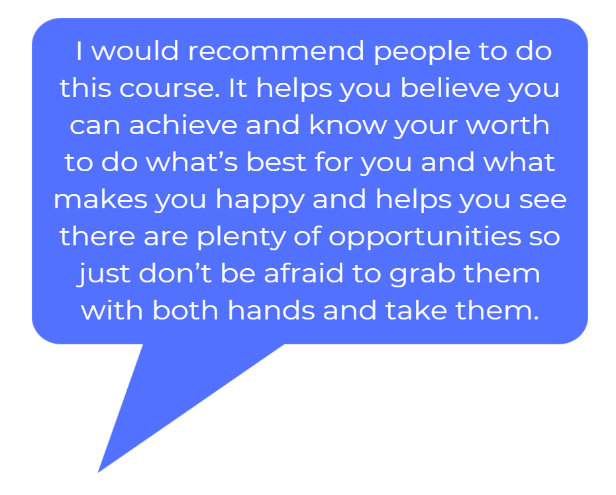 I would recommend people to do
this course. It helps you believe you
can achieve and know your worth
to do what’s best for you and what
makes you happy and helps you see
there are plenty of opportunities so
just don’t be afraid to grab them
with both hands and take them.